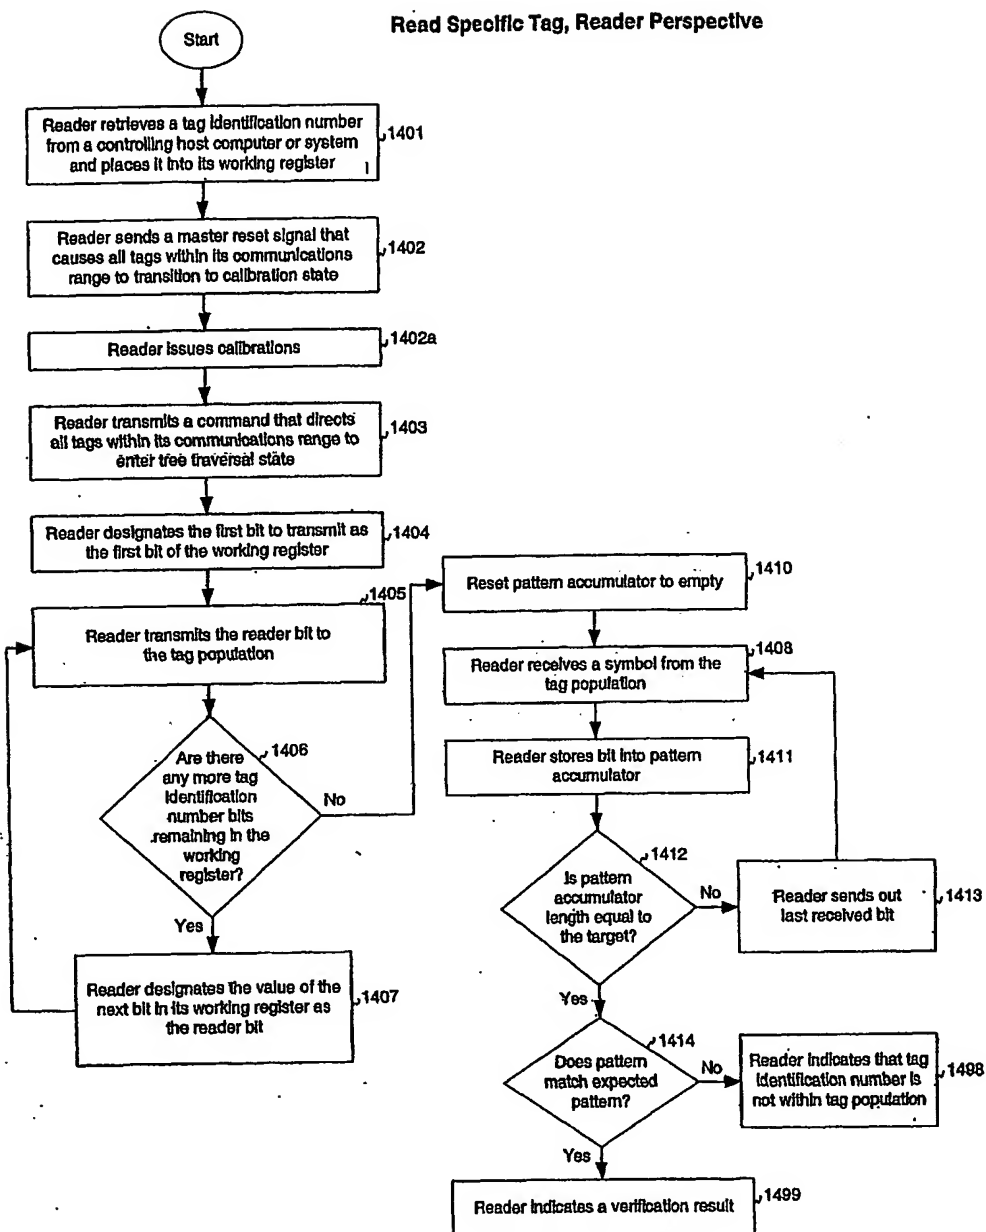 Read Specific Tag, Reader Perspective
Start
Reader retrieves a tag identification number
from a controlling host computer or system
and places it into its working register
1401
Reader sends a master reset signal that
causes all tags within its communications
range to transition to calibration state
1402
Reader issues calibrations
1402a
Reader transmits a command that directs
all tags within its communications range to
enter tree traversal state
1403
Reader designates the first bit to transmit as
the first bit of the working register
1404
Reader transmits the reader bit to
the tag population
1405
Are there
any more tag
identification
number bits
remaining in the
working
register?
1406
No
Yes
Reader designates the value of the
next bit in its working register as
the reader bit
1407
Reset pattern accumulator to empty
1410
Reader receives a symbol from the
tag population
1408
Reader stores bit into pattern
accumulator
1411
Is pattern
accumulator
length equal to
the target?
1412
No
Reader sends out
last received bit
1413
Yes
Does pattern
match expected
pattern?
1414
No
Reader indicates that tag
identification number is
not within tag population
1498
Yes
Reader indicates a verification result
1499